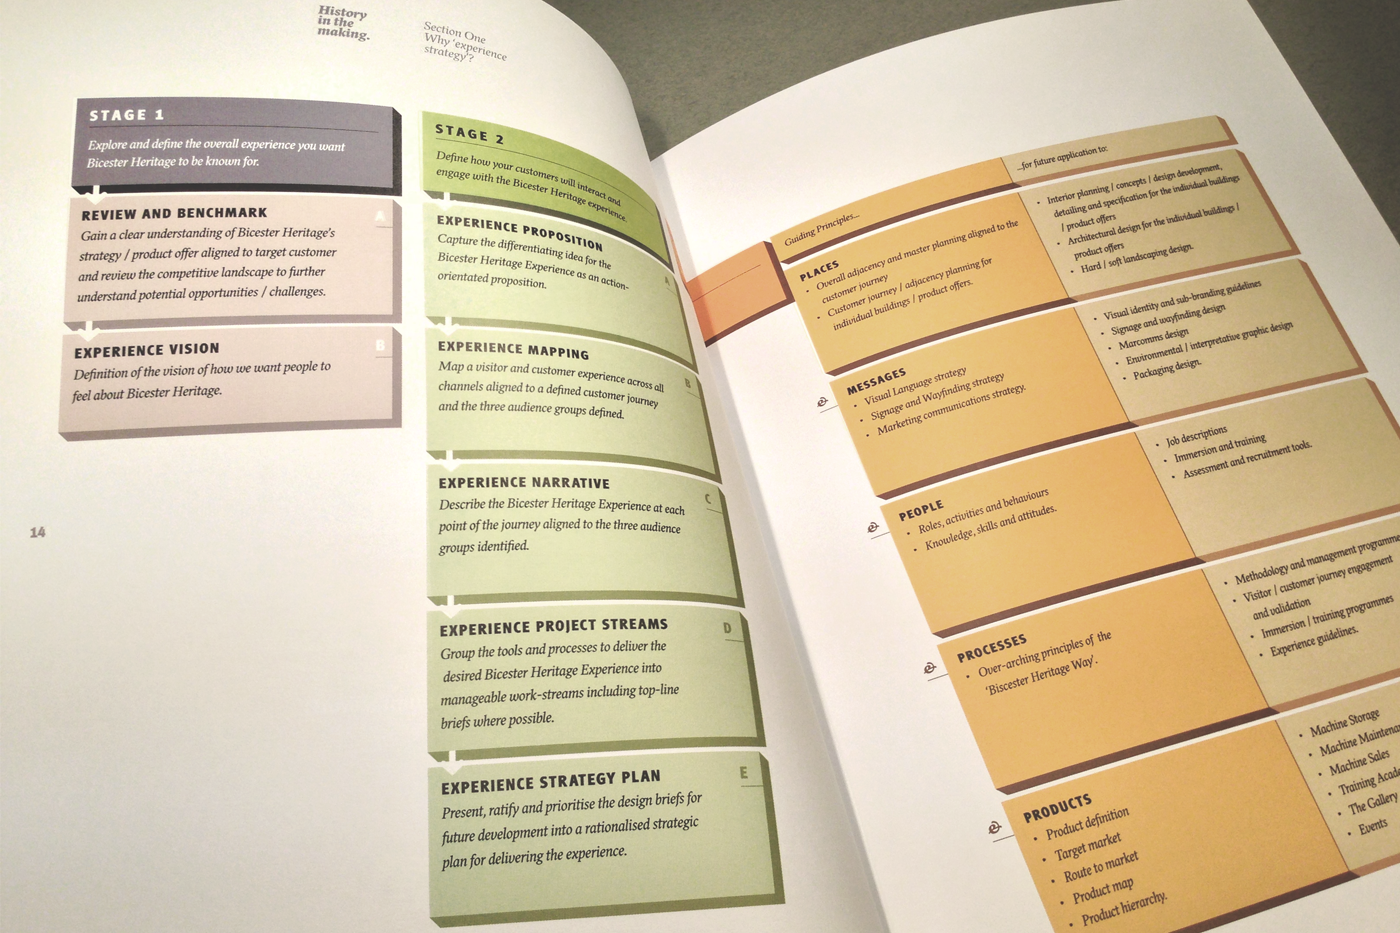 History
in the
making.
Section One
Why 'experience
strategy'?
STAGE 1
Explore and define the overall experience you want
Bicester Heritage to be known for.
REVIEW AND BENCHMARK
A
Gain a clear understanding of Bicester Heritage's
strategy / product offer aligned to target customer
and review the competitive landscape to further
understand potential opportunities / challenges.
EXPERIENCE VISION
B
Definition of the vision of how we want people to
feel about Bicester Heritage.
14
STAGE 2
Define how your customers will interact and
engage with the Bicester Heritage experience.
EXPERIENCE PROPOSITION
A
Capture the differentiating idea for the
Bicester Heritage Experience as an action-
orientated proposition.
EXPERIENCE MAPPING
B
Map a visitor and customer experience across all
channels aligned to a defined customer journey
and the three audience groups defined.
EXPERIENCE NARRATIVE
C
Describe the Bicester Heritage Experience at each
point of the journey aligned to the three audience
groups identified.
EXPERIENCE PROJECT STREAMS
D
Group the tools and processes to deliver the
desired Bicester Heritage Experience into
manageable work-streams including top-line
briefs where possible.
EXPERIENCE STRATEGY PLAN
E
Present, ratify and prioritise the design briefs for
future development into a rationalised strategic
plan for delivering the experience.
Guiding Principles...
...for future application to:
PLACES
• Overall adjacency and master planning aligned to the
customer journey
• Customer journey / adjacency planning for
individual buildings / product offers.
• Interior planning / concepts / design development,
detailing and specification for the individual buildings
/ product offers
• Architectural design for the individual buildings /
product offers
• Hard / soft landscaping design.
MESSAGES
• Visual Language strategy
• Signage and Wayfinding strategy
• Marketing communications strategy.
• Visual identity and sub-branding guidelines
• Signage and wayfinding design
• Marcomms design
• Environmental / interpretative graphic design
• Packaging design.
PEOPLE
• Roles, activities and behaviours
• Knowledge, skills and attitudes.
• Job descriptions
• Immersion and training
• Assessment and recruitment tools.
PROCESSES
• Over-arching principles of the
'Biscester Heritage Way'.
• Methodology and management programme
• Visitor / customer journey engagement
and validation
• Immersion / training programmes
• Experience guidelines.
PRODUCTS
• Product definition
• Target market
• Route to market
• Product map
• Product hierarchy.
• Machine Storage
• Machine Maintenan
• Machine Sales
• Training Acade
• The Gallery
• Events